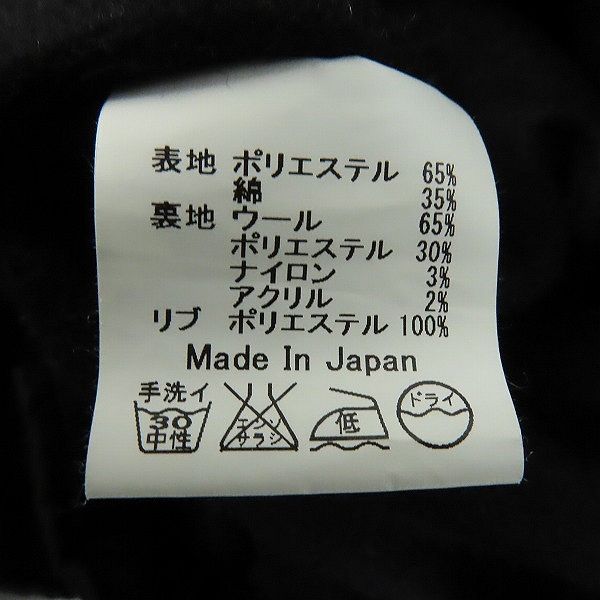 表地 ポリエステル 65%
綿 35%
裏地 ウール 65%
ポリエステル 30%
ナイロン 3%
アクリル 2%
リブ ポリエステル 100%
Made In Japan
手洗イ
30
中性
エンソ
サラシ
低
ドライ